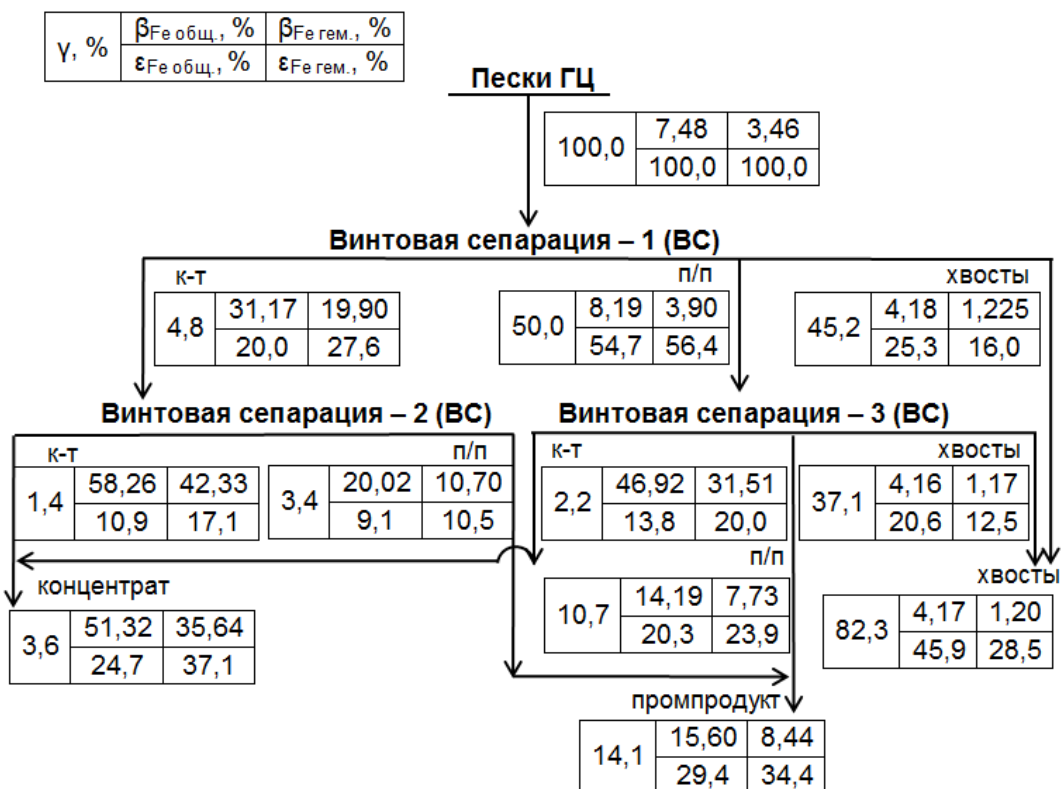 γ, %
βFe общ., % βFe гем., %
εFe общ., % εFe гем., %
Пески ГЦ
100,0
7,48 3,46
100,0 100,0
Винтовая сепарация – 1 (ВС)
к-т
4,8
31,17 19,90
20,0 27,6
п/п
50,0
8,19 3,90
54,7 56,4
хвосты
45,2
4,18 1,225
25,3 16,0
Винтовая сепарация – 2 (ВС)
к-т
1,4
58,26 42,33
10,9 17,1
п/п
3,4
20,02 10,70
9,1 10,5
Винтовая сепарация – 3 (ВС)
к-т
2,2
46,92 31,51
13,8 20,0
хвосты
37,1
4,16 1,17
20,6 12,5
п/п
10,7
14,19 7,73
20,3 23,9
концентрат
3,6
51,32 35,64
24,7 37,1
хвосты
82,3
4,17 1,20
45,9 28,5
промпродукт
14,1
15,60 8,44
29,4 34,4